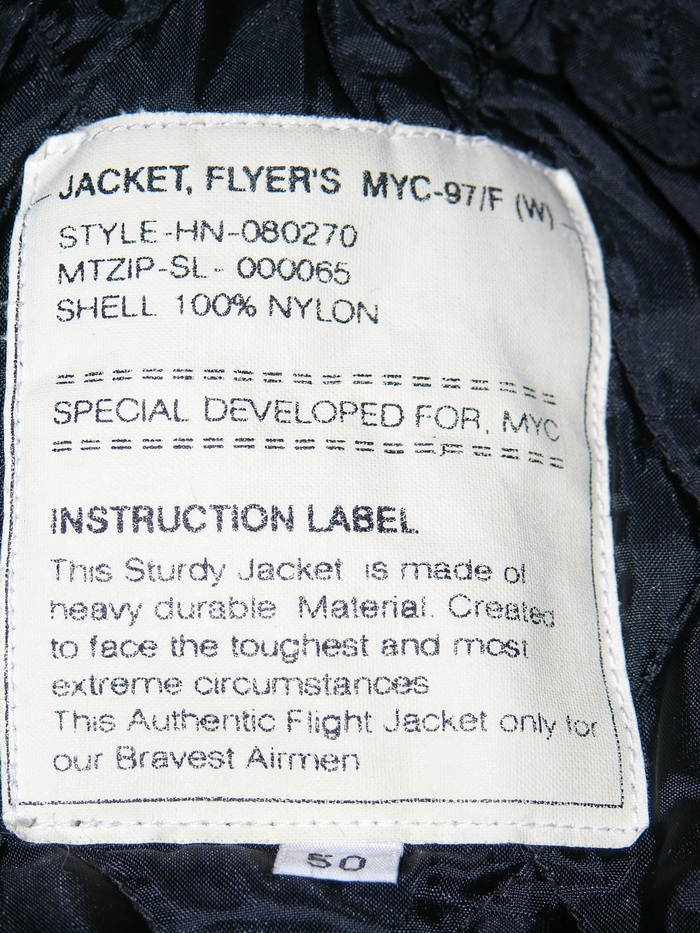 JACKET, FLYER'S MYC-97/F (W)
STYLE-HN-080270
MTZIP-SL- 000065
SHELL 100% NYLON
==================
SPECIAL DEVELOPED FOR, MYC
==================
INSTRUCTION LABEL
This Sturdy Jacket is made of
heavy durable Material. Created
to face the toughest and most
extreme circumstances
This Authentic Flight Jacket only for
our Bravest Airmen
50